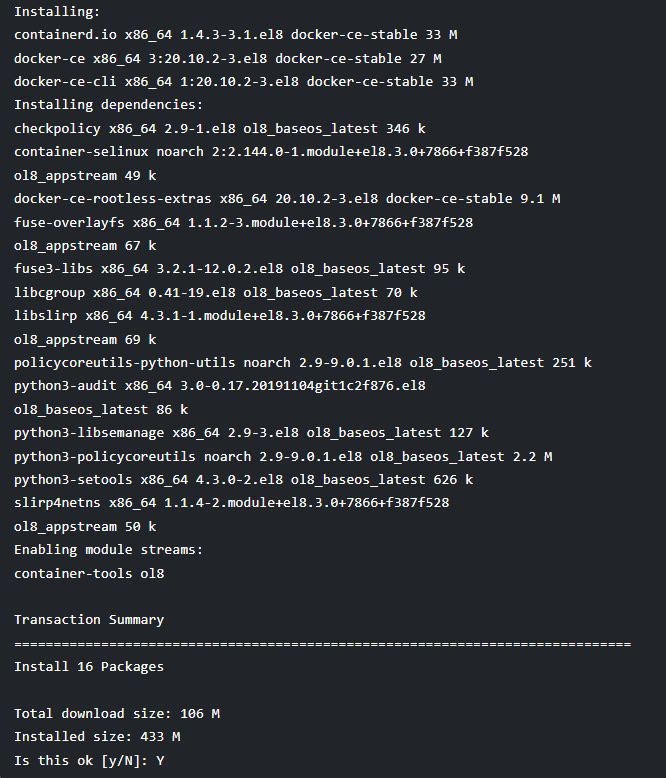 Installing:
containerd.io x86_64 1.4.3-3.1.el8 docker-ce-stable 33 M
docker-ce x86_64 3:20.10.2-3.el8 docker-ce-stable 27 M
docker-ce-cli x86_64 1:20.10.2-3.el8 docker-ce-stable 33 M
Installing dependencies:
checkpolicy x86_64 2.9-1.el8 ol8_baseos_latest 346 k
container-selinux noarch 2:2.144.0-1.module+el8.3.0+7866+f387f528
ol8_appstream 49 k
docker-ce-rootless-extras x86_64 20.10.2-3.el8 docker-ce-stable 9.1 M
fuse-overlayfs x86_64 1.1.2-3.module+el8.3.0+7866+f387f528
ol8_appstream 67 k
fuse3-libs x86_64 3.2.1-12.0.2.el8 ol8_baseos_latest 95 k
libcgroup x86_64 0.41-19.el8 ol8_baseos_latest 70 k
libslirp x86_64 4.3.1-1.module+el8.3.0+7866+f387f528
ol8_appstream 69 k
policycoreutils-python-utils noarch 2.9-9.0.1.el8 ol8_baseos_latest 251 k
python3-audit x86_64 3.0-0.17.20191104git1c2f876.el8
ol8_baseos_latest 86 k
python3-libsemanage x86_64 2.9-3.el8 ol8_baseos_latest 127 k
python3-policycoreutils noarch 2.9-9.0.1.el8 ol8_baseos_latest 2.2 M
python3-setools x86_64 4.3.0-2.el8 ol8_baseos_latest 626 k
slirp4netns x86_64 1.1.4-2.module+el8.3.0+7866+f387f528
ol8_appstream 50 k
Enabling module streams:
container-tools ol8
Transaction Summary
==============================================================================
Install 16 Packages
Total download size: 106 M
Installed size: 433 M
Is this ok [y/N]: Y